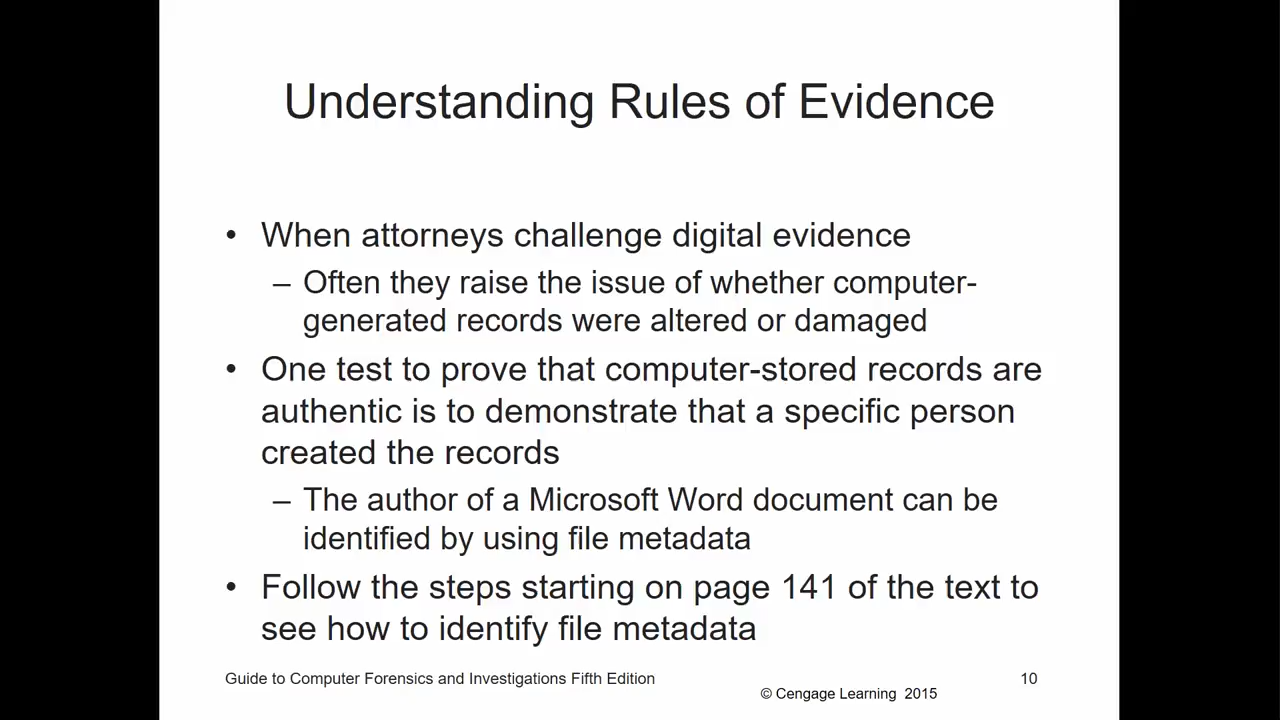 Understanding Rules of Evidence
• When attorneys challenge digital evidence
– Often they raise the issue of whether computer-
generated records were altered or damaged
• One test to prove that computer-stored records are
authentic is to demonstrate that a specific person
created the records
– The author of a Microsoft Word document can be
identified by using file metadata
• Follow the steps starting on page 141 of the text to
see how to identify file metadata
Guide to Computer Forensics and Investigations Fifth Edition
10
© Cengage Learning 2015